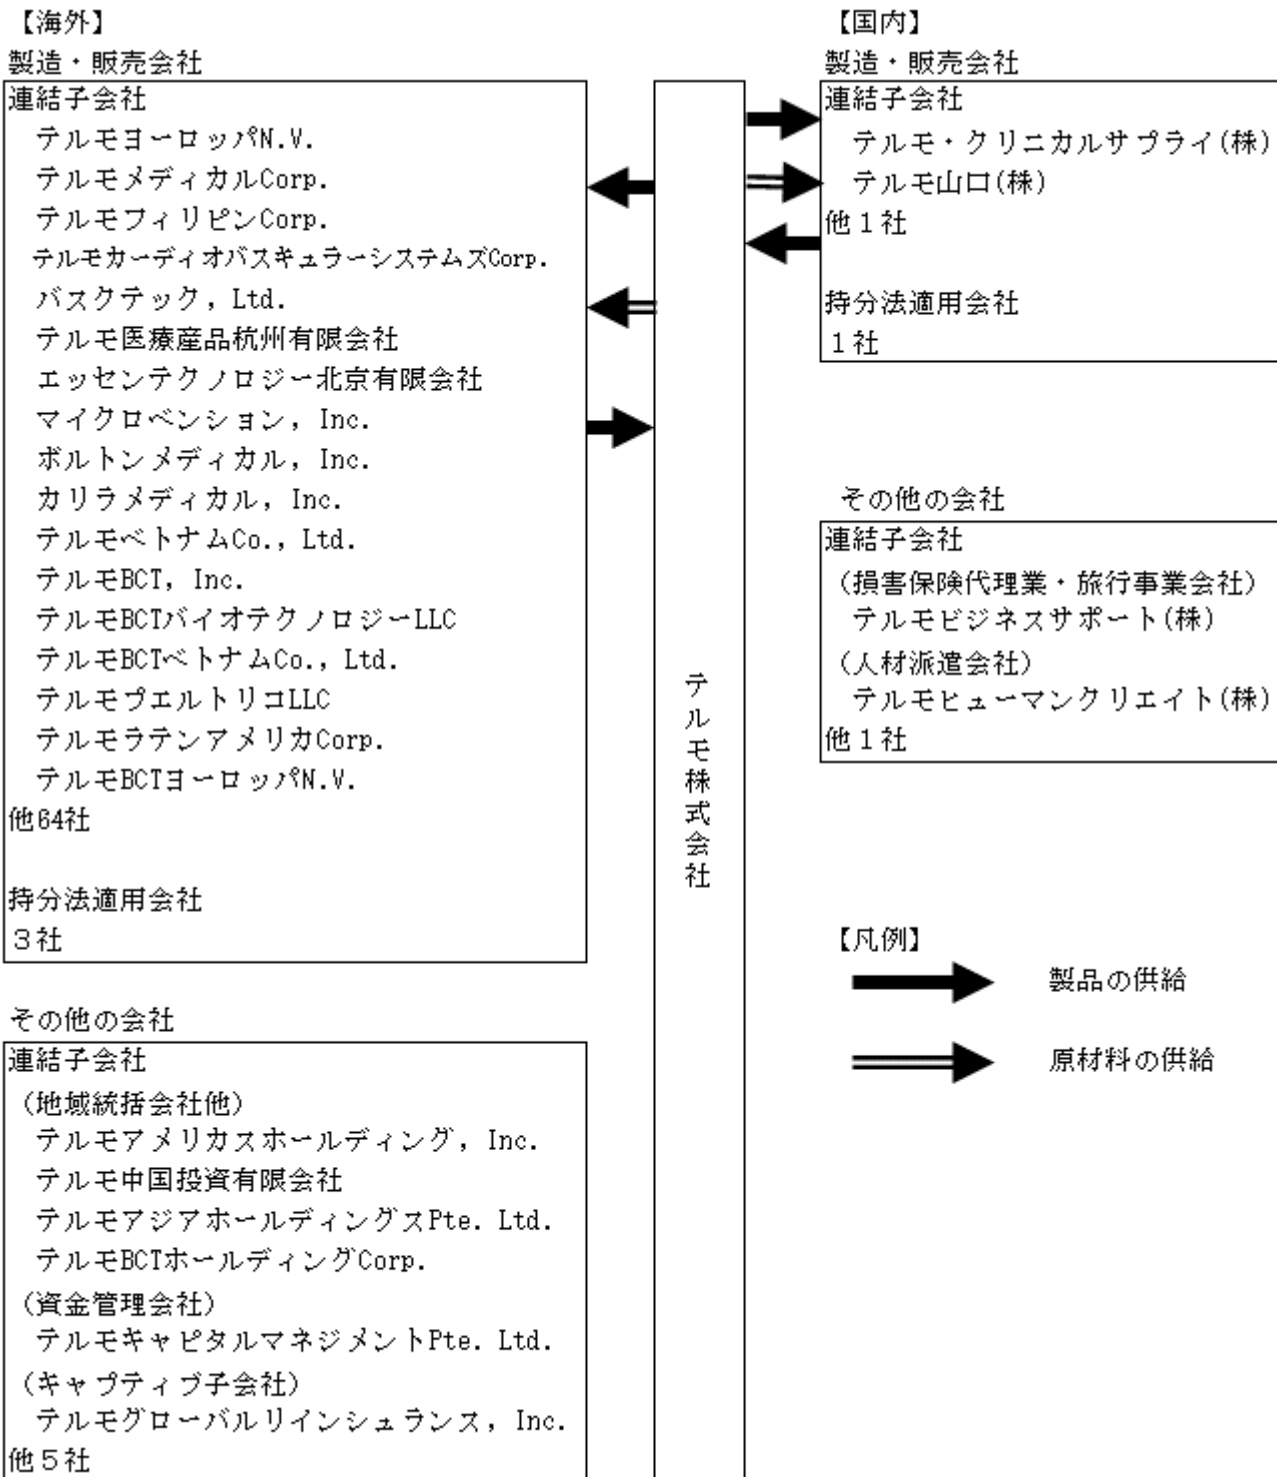 【海外】
製造・販売会社
連結子会社
テルモヨーロッパN.V.
テルモメディカルCorp.
テルモフィリピンCorp.
テルモカーディオバスキュラーシステムズCorp.
バスクテック, Ltd.
テルモ医療産品杭州有限会社
エッセンテクノロジー北京有限会社
マイクロベンション, Inc.
ボルトンメディカル, Inc.
カリラメディカル, Inc.
テルモベトナムCo., Ltd.
テルモBCT, Inc.
テルモBCTバイオテクノロジーLLC
テルモBCTベトナムCo., Ltd.
テルモプエルトリコLLC
テルモラテンアメリカCorp.
テルモBCTヨーロッパN.V.
他64社
持分法適用会社
3社
その他の会社
連結子会社
(地域統括会社他)
テルモアメリカスホールディング, Inc.
テルモ中国投資有限会社
テルモアジアホールディングスPte. Ltd.
テルモBCTホールディングCorp.
(資金管理会社)
テルモキャピタルマネジメントPte. Ltd.
(キャプティブ子会社)
テルモグローバルリインシュランス, Inc.
他5社
テルモ株式会社
【国内】
製造・販売会社
連結子会社
テルモ・クリニカルサプライ(株)
テルモ山口(株)
他1社
持分法適用会社
1社
その他の会社
連結子会社
(損害保険代理業・旅行事業会社)
テルモビジネスサポート(株)
(人材派遣会社)
テルモヒューマンクリエイト(株)
他1社
【凡例】
製品の供給
原材料の供給